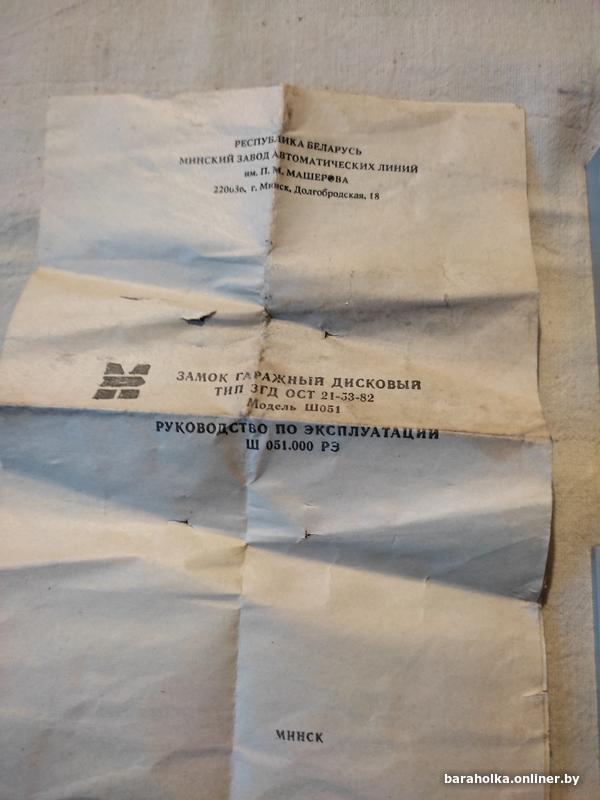 РЕСПУБЛИКА БЕЛАРУСЬ
МИНСКИЙ ЗАВОД АВТОМАТИЧЕСКИХ ЛИНИЙ
им. П. М. МАШЕРОВА
220036, г. Минск, Долгобродская, 18
ЗАМОК ГАРАЖНЫЙ ДИСКОВЫЙ
ТИП ЗГД ОСТ 21-53-82
Модель Ш051
РУКОВОДСТВО ПО ЭКСПЛУАТАЦИИ
Ш 051.000 РЭ
МИНСК
baraholka.onliner.by